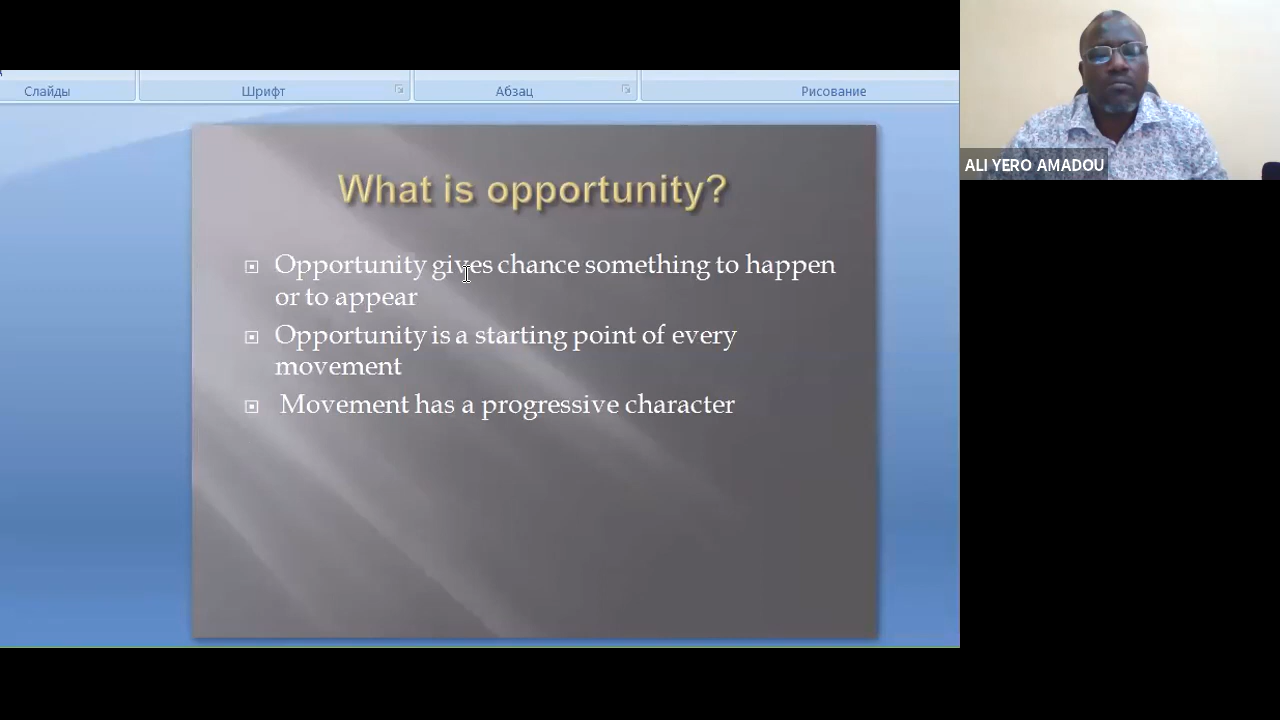 Слайды
Шрифт
Абзац
Рисование
What is opportunity?
Opportunity gives chance something to happen
or to appear
Opportunity is a starting point of every
movement
Movement has a progressive character
ALI YERO AMADOU